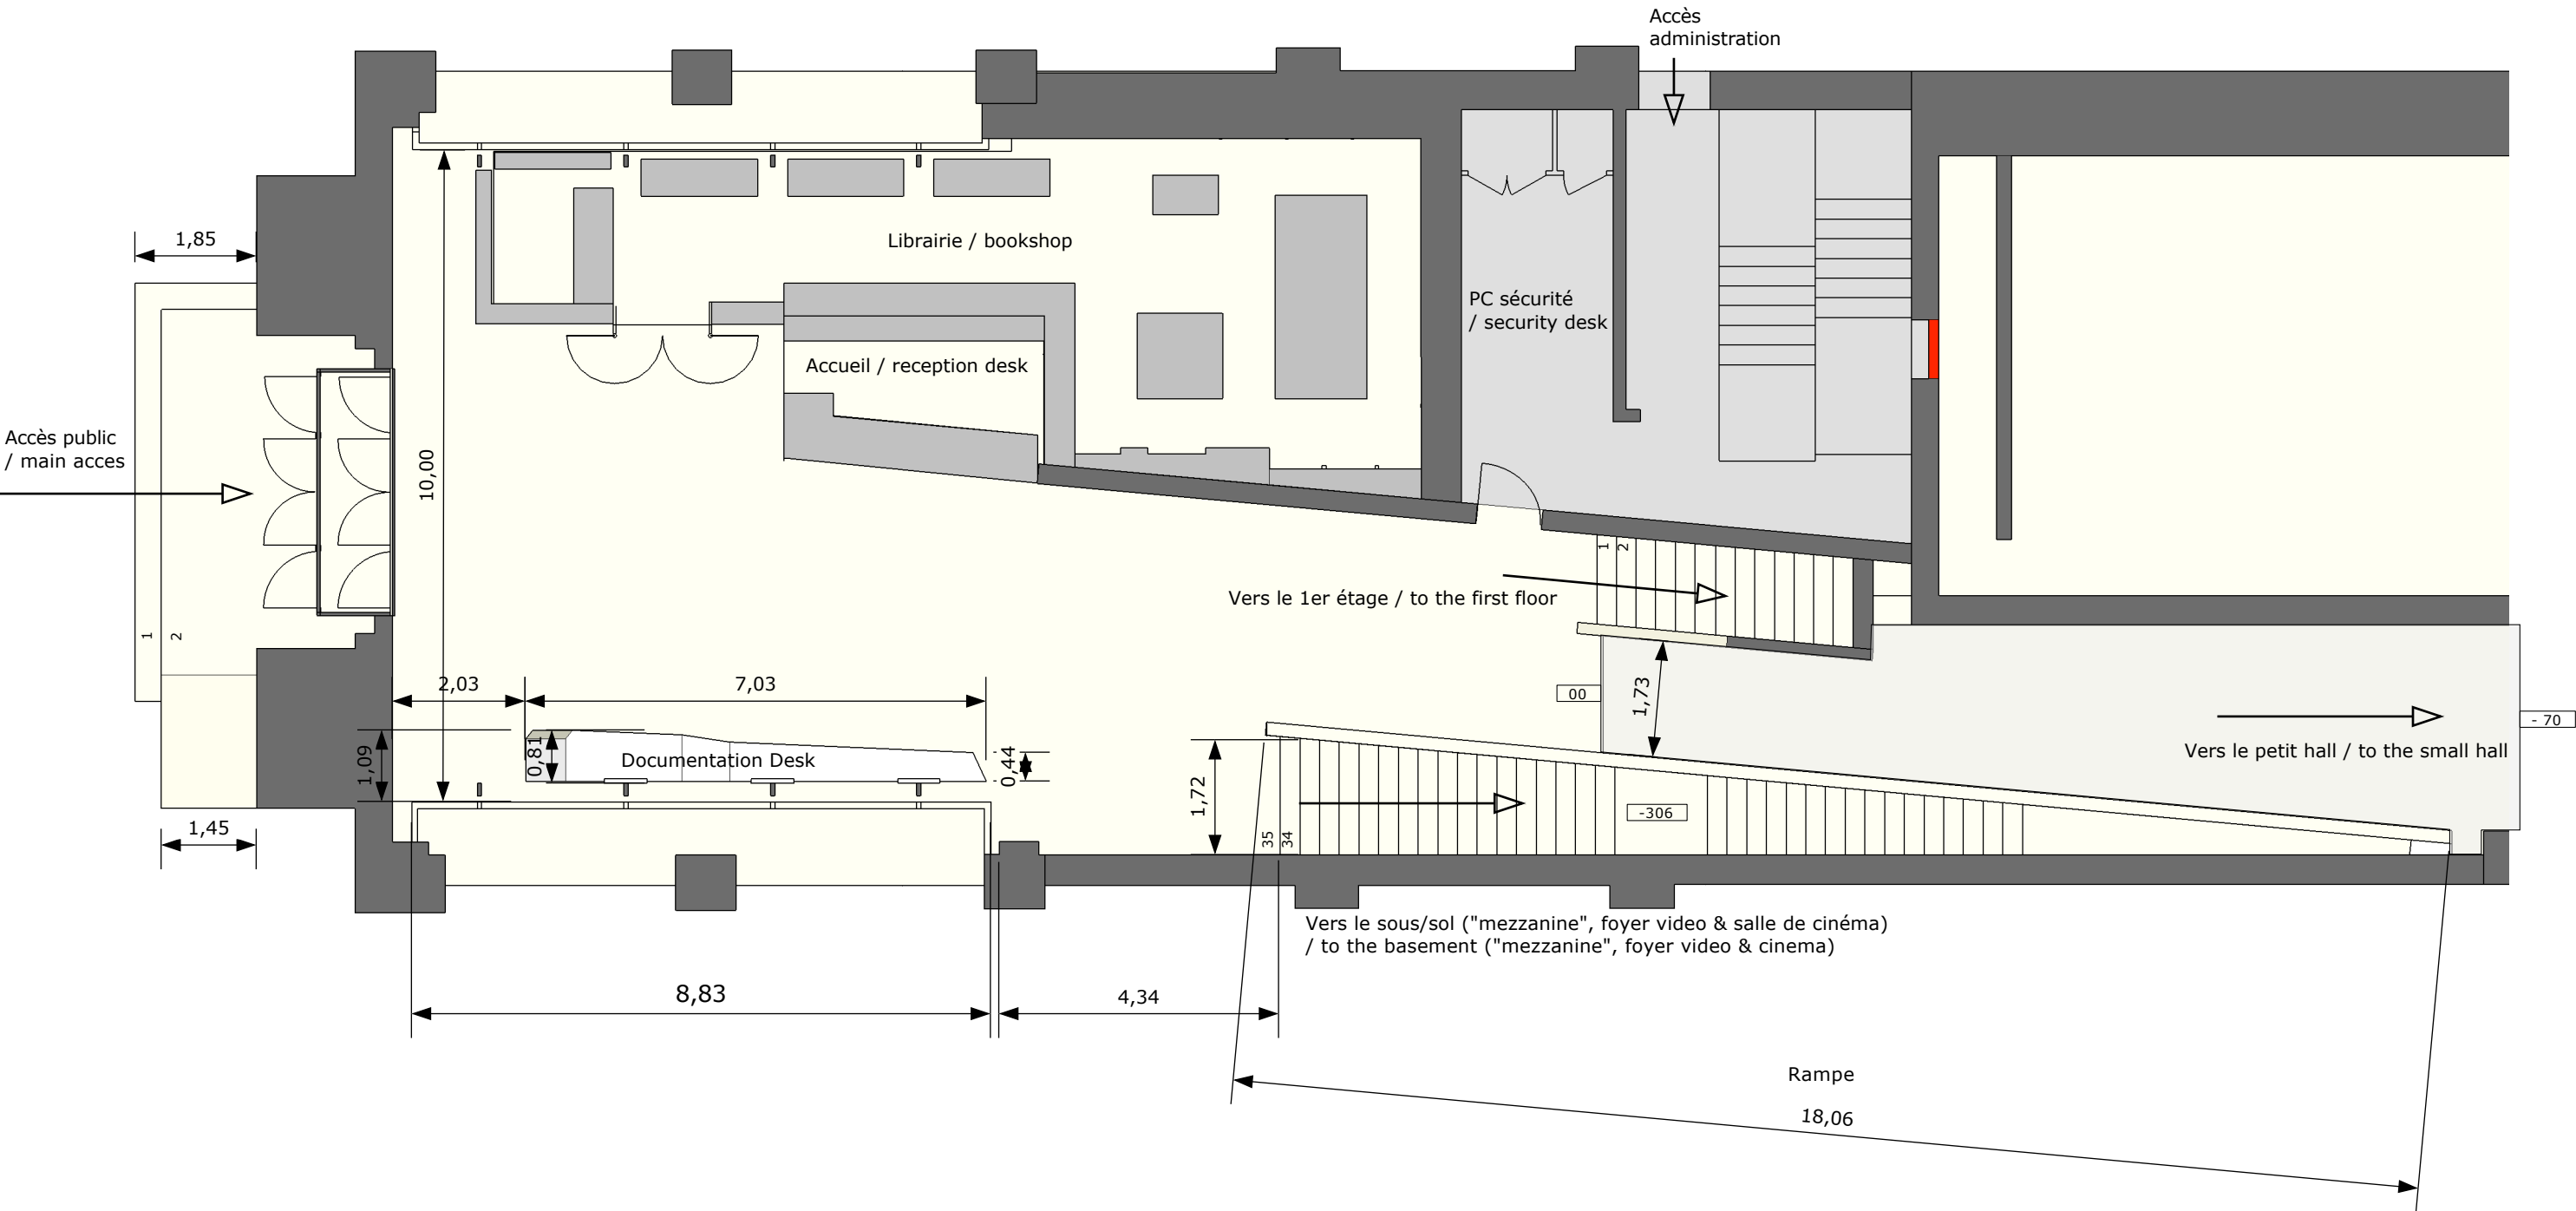 Accès
administration
1,85
Librairie / bookshop
PC sécurité
/ security desk
Accueil / reception desk
Accès public
/ main acces
10,00
1
2
Vers le 1er étage / to the first floor
1
2
2,03
7,03
00
1,73
- 70
Vers le petit hall / to the small hall
1,09
0,81
Documentation Desk
0,44
1,72
35
34
-306
1,45
Vers le sous/sol ("mezzanine", foyer video & salle de cinéma)
/ to the basement ("mezzanine", foyer video & cinema)
8,83
4,34
Rampe
18,06